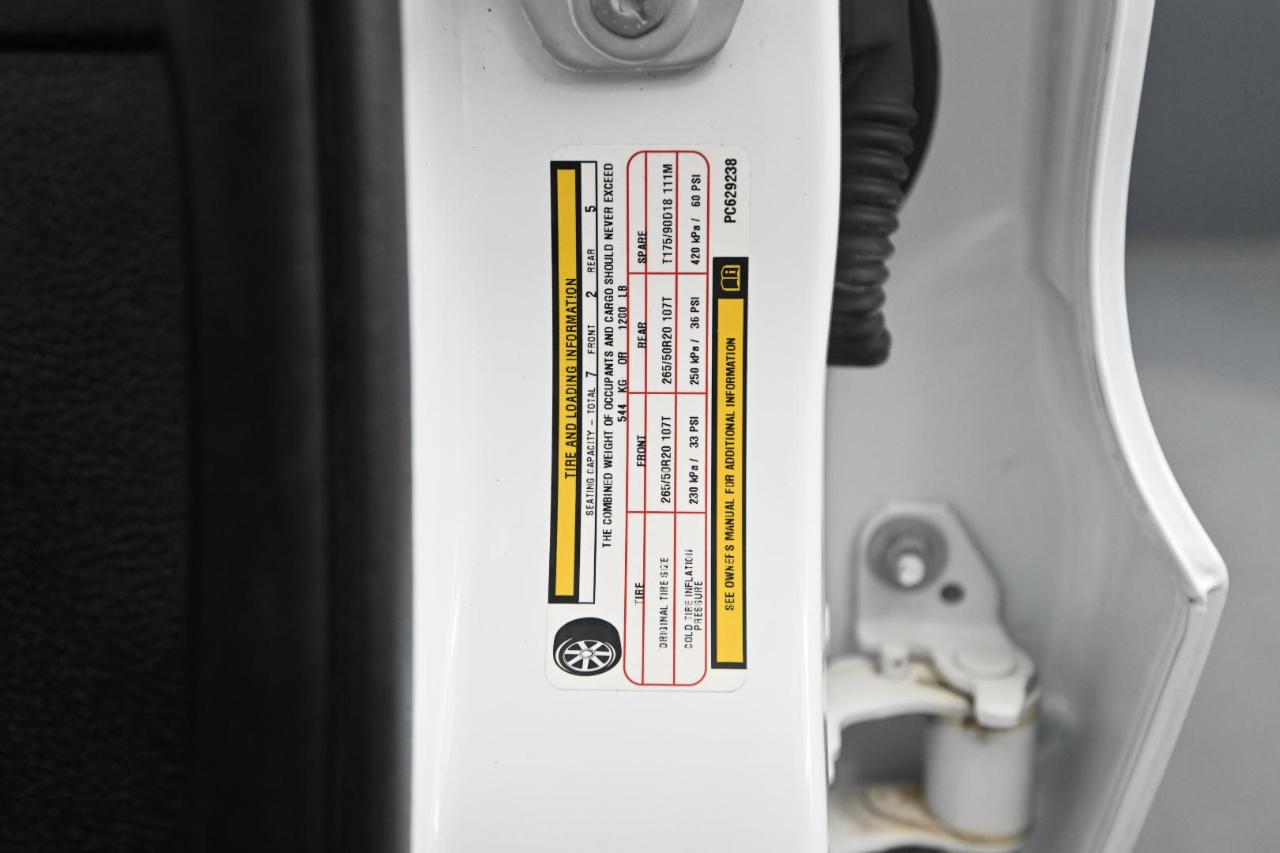 TIRE AND LOADING INFORMATION
SEATING CAPACITY – TOTAL 7 FRONT 2 REAR 5
THE COMBINED WEIGHT OF OCCUPANTS AND CARGO SHOULD NEVER EXCEED
544 KG OR 1200 LB
TIRE FRONT REAR SPARE
ORIGINAL TIRE SIZE 265/50R20 107T 265/50R20 107T T175/90D18 111M
COLD TIRE INFLATION PRESSURE 230 kPa / 33 PSI 250 kPa / 36 PSI 420 kPa / 60 PSI
SEE OWNERS MANUAL FOR ADDITIONAL INFORMATION
PC629238